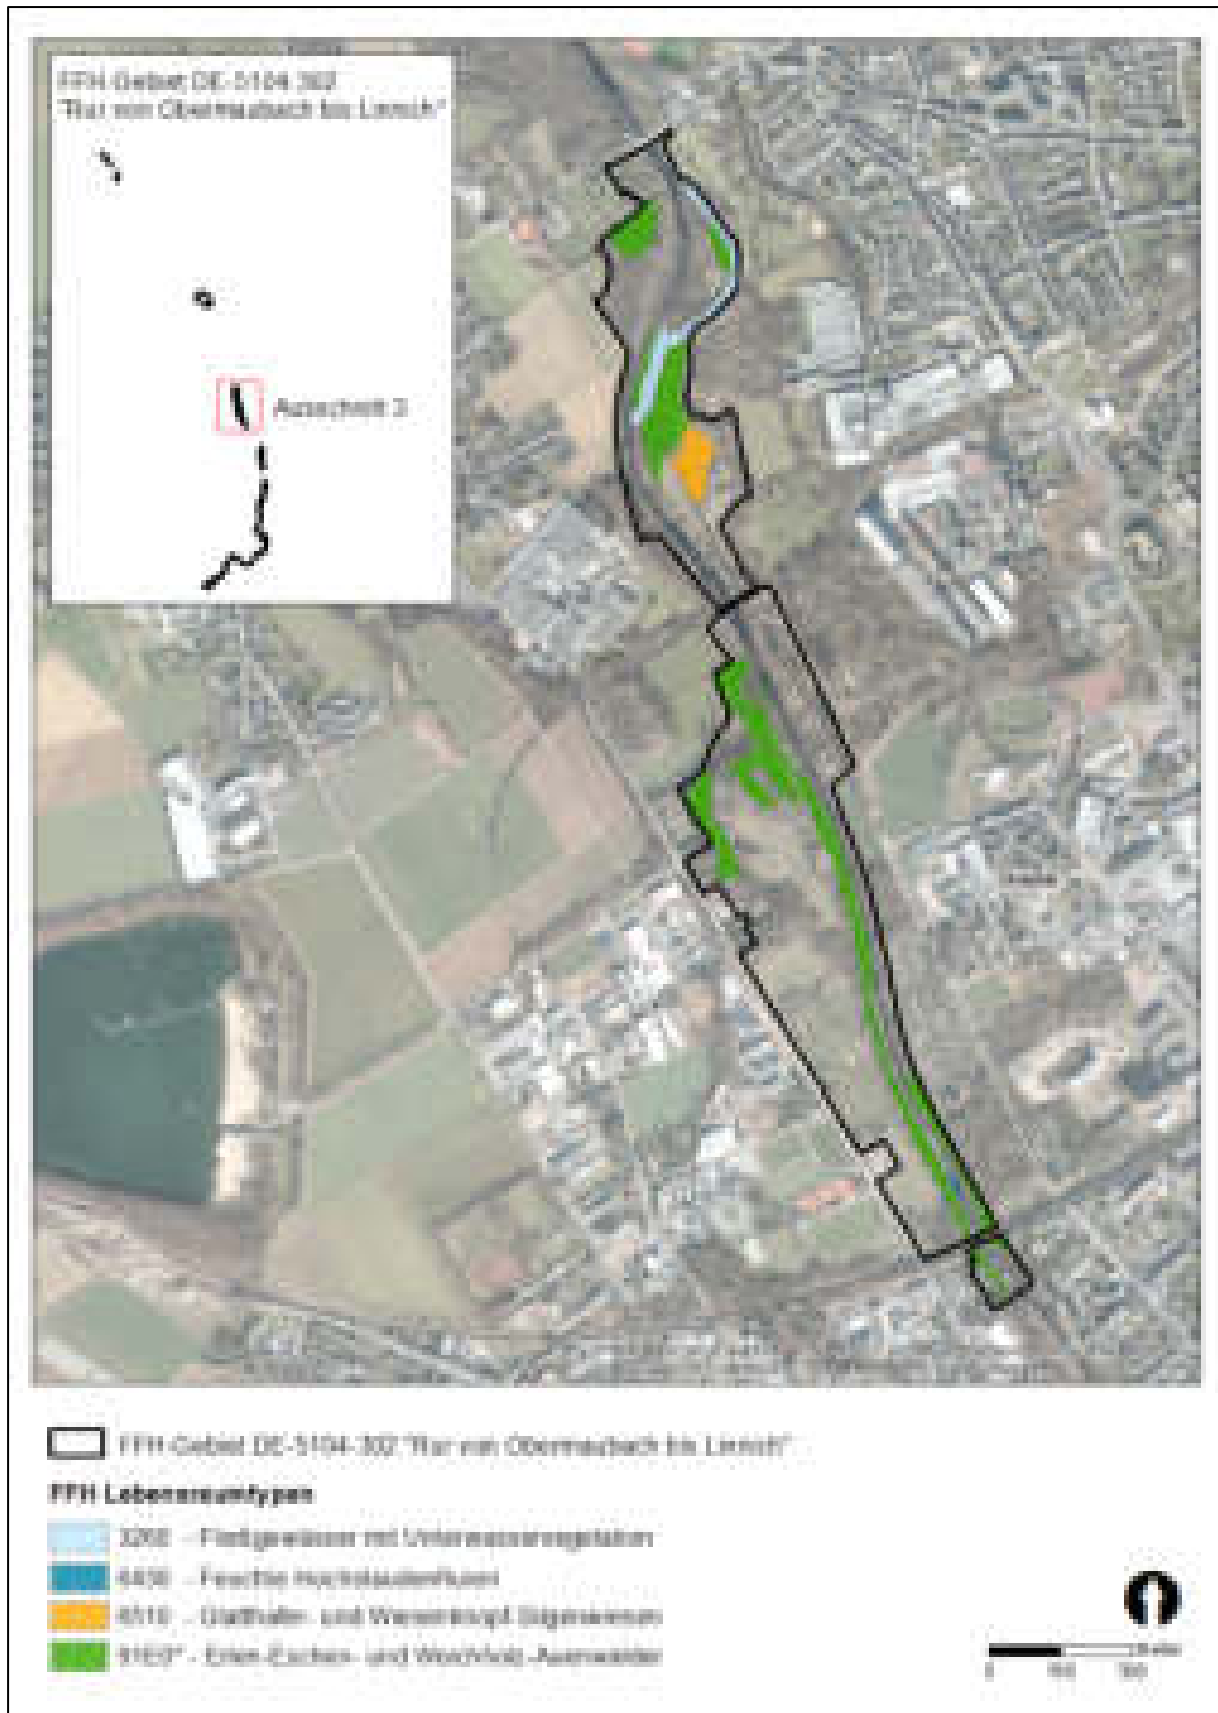 FFH-Gebiet DE-5104-302
"Rur von Obermaubach bis Linnich"
Ausschnitt
FFH-Gebiet DE-5104-302 "Rur von Obermaubach bis Linnich"
FFH Lebensraumtypen
3260 - Fließgewässer mit Unterwasservegetation
6430 - Feuchte Hochstaudenfluren
6510 - Glatthafer- und Wiesenknopf-Silgenwiesen
91E0* - Erlen-Eschen- und Weichholz-Auenwälder
0